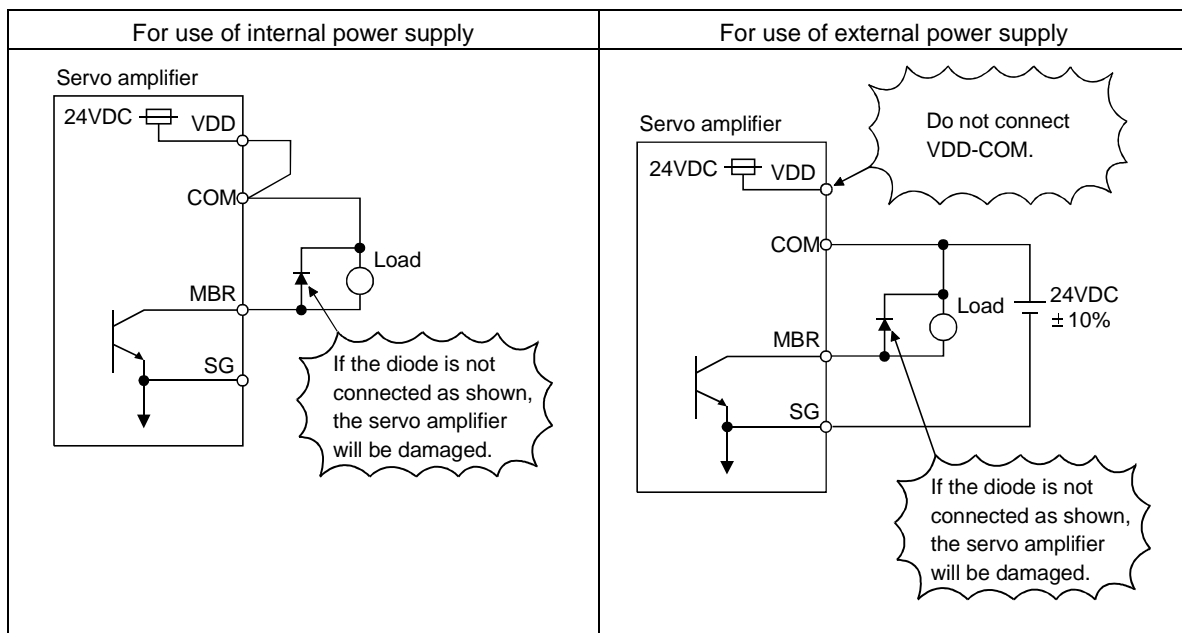 For use of internal power supply
For use of external power supply
Servo amplifier
24VDC
VDD
COM
Load
MBR
SG
If the diode is not
connected as shown,
the servo amplifier
will be damaged.
Do not connect
VDD-COM.
Servo amplifier
24VDC
VDD
COM
Load
24VDC
±10%
MBR
SG
If the diode is not
connected as shown,
the servo amplifier
will be damaged.